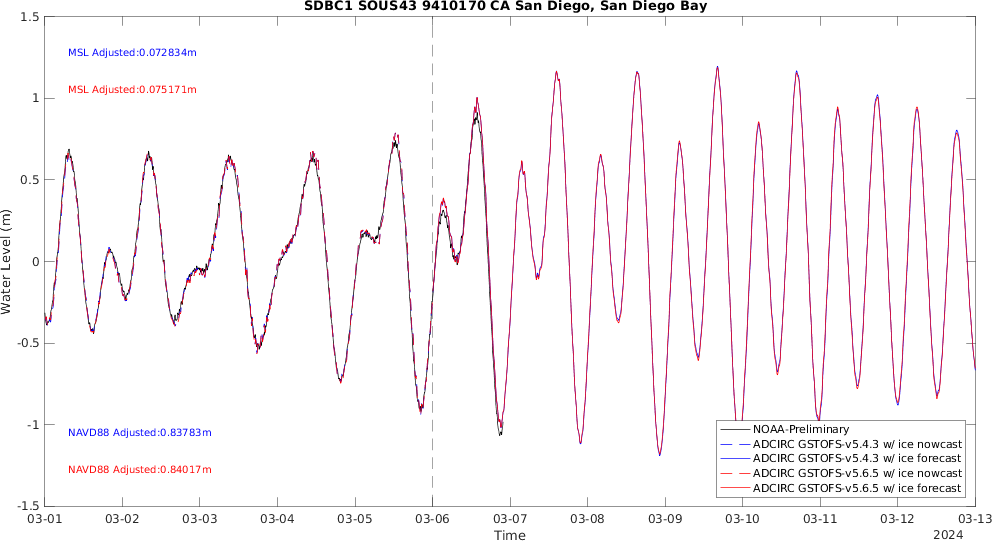 SDBC1 SOUS43 9410170 CA San Diego, San Diego Bay
1.5
1
0.5
0
-0.5
-1
-1.5
Water Level (m)
MSL Adjusted:0.072834m
MSL Adjusted:0.075171m
NAVD88 Adjusted:0.83783m
NAVD88 Adjusted:0.84017m
NOAA-Preliminary
ADCIRC GSTOFS-v5.4.3 w/ ice nowcast
ADCIRC GSTOFS-v5.4.3 w/ ice forecast
ADCIRC GSTOFS-v5.6.5 w/ ice nowcast
ADCIRC GSTOFS-v5.6.5 w/ ice forecast
03-01 03-02 03-03 03-04 03-05 03-06 03-07 03-08 03-09 03-10 03-11 03-12 03-13
Time
2024